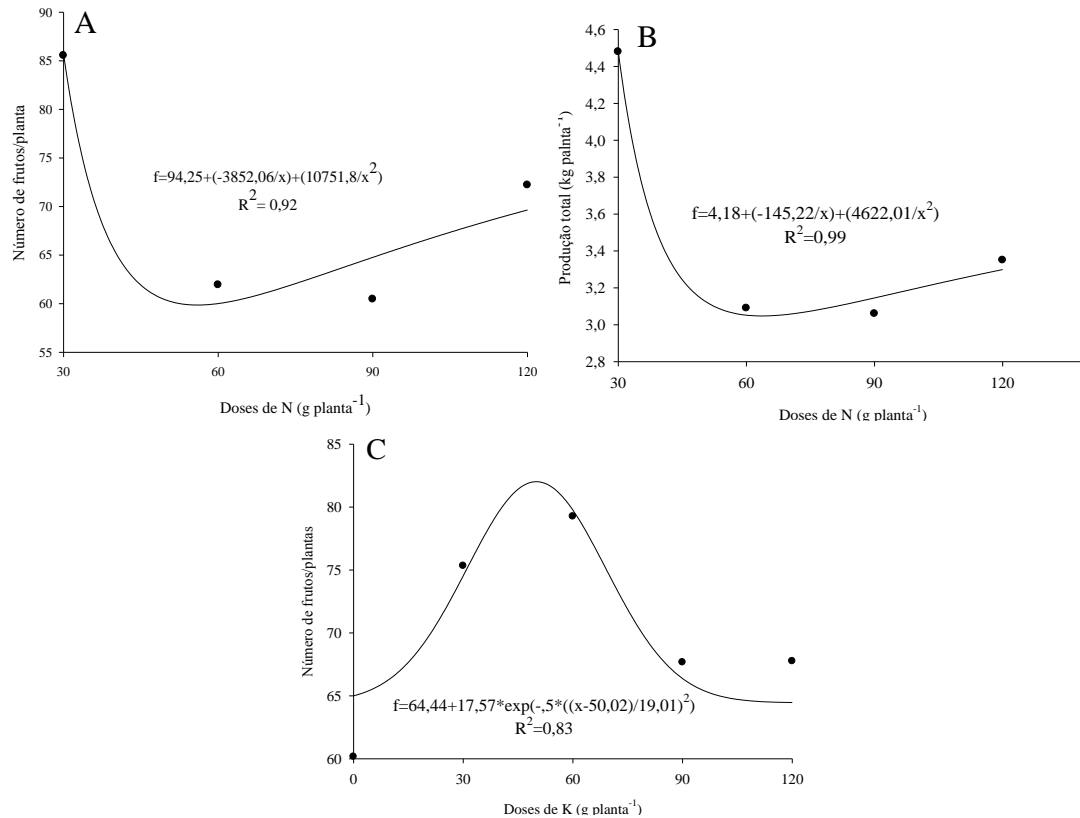 A
90
85
80
75
70
65
60
55
30
60
90
120
Número de frutos/planta
f=94,25+(-3852,06/x)+(10751,8/x²)
R²= 0,92
Doses de N (g planta⁻¹)
B
4,6
4,4
4,2
4,0
3,8
3,6
3,4
3,2
3,0
2,8
30
60
90
120
Produção total (kg palnta⁻¹)
f=4,18+(-145,22/x)+(4622,01/x²)
R²=0,99
Doses de N (g planta⁻¹)
C
85
80
75
70
65
60
0
30
60
90
120
Número de frutos/plantas
f=64,44+17,57*exp(-,5*((x-50,02)/19,01)²)
R²=0,83
Doses de K (g planta⁻¹)